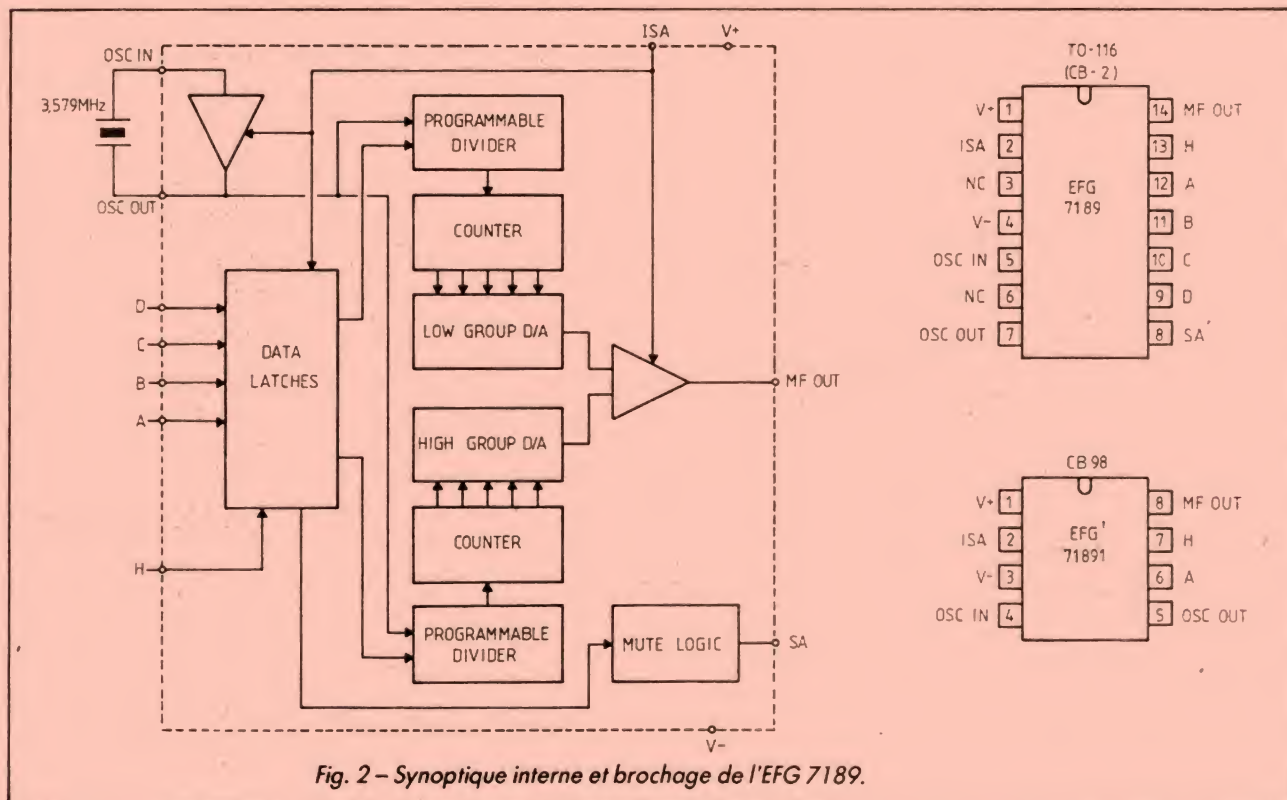 ISA
V+
OSC IN
3,579MHz
OSC OUT
PROGRAMMABLE
DIVIDER
COUNTER
LOW GROUP D/A
D
C
B
A
DATA
LATCHES
MF OUT
HIGH GROUP D/A
COUNTER
H
PROGRAMMABLE
DIVIDER
MUTE LOGIC
SA
V-
TO-116
(CB-2)
V+ 1 14 MF OUT
ISA 2 13 H
NC 3 12 A
EFG
7189
V- 4 11 B
OSC IN 5 10 C
NC 6 9 D
OSC OUT 7 8 SA
CB98
V+ 1 8 MF OUT
ISA 2 7 H
EFG
71891
V- 3 6 A
OSC IN 4 5 OSC OUT
Fig. 2 – Synoptique interne et brochage de l'EFG 7189.